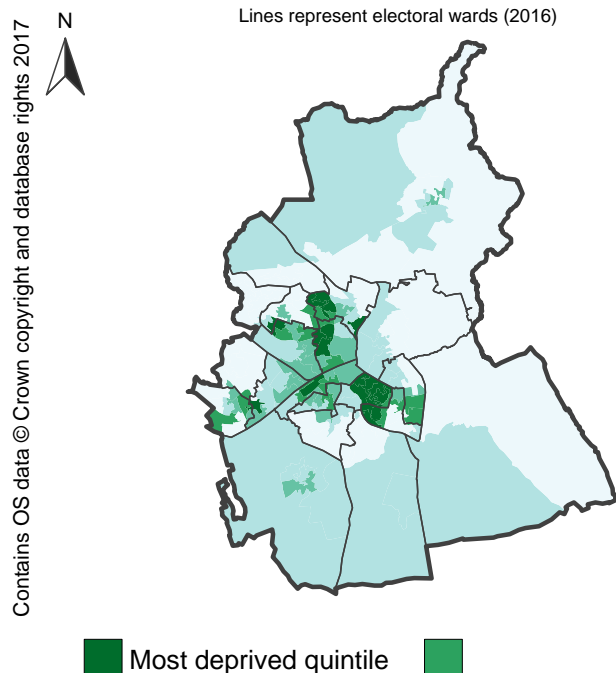 Lines represent electoral wards (2016)
N
Contains OS data © Crown copyright and database rights 2017
Most deprived quintile